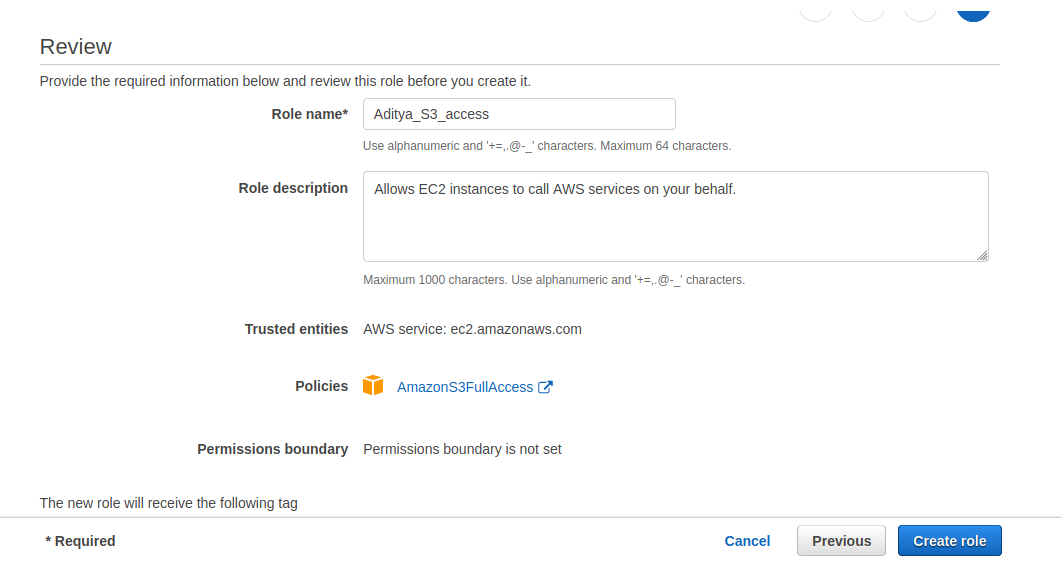 Review
Provide the required information below and review this role before you create it.
Role name* Aditya_S3_access
Use alphanumeric and '+=,.@-_' characters. Maximum 64 characters.
Role description Allows EC2 instances to call AWS services on your behalf.
Maximum 1000 characters. Use alphanumeric and '+=,.@-_' characters.
Trusted entities AWS service: ec2.amazonaws.com
Policies AmazonS3FullAccess
Permissions boundary Permissions boundary is not set
The new role will receive the following tag
* Required Cancel Previous Create role